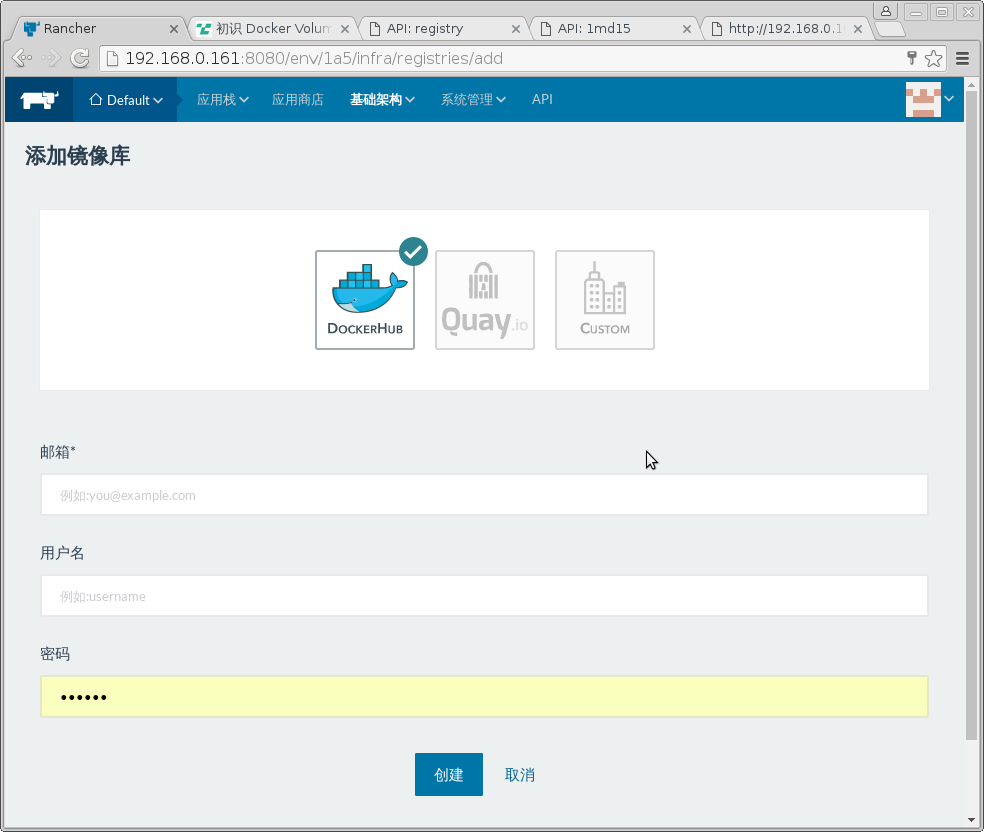 Rancher
初识 Docker Volum
API: registry
API: 1md15
http://192.168.0.1
192.168.0.161:8080/env/1a5/infra/registries/add
Default 应用栈 应用商店 基础架构 系统管理 API
添加镜像库
DOCKERHUB
Quay.io
CUSTOM
邮箱*
例如:you@example.com
用户名
例如:username
密码
••••••
创建 取消